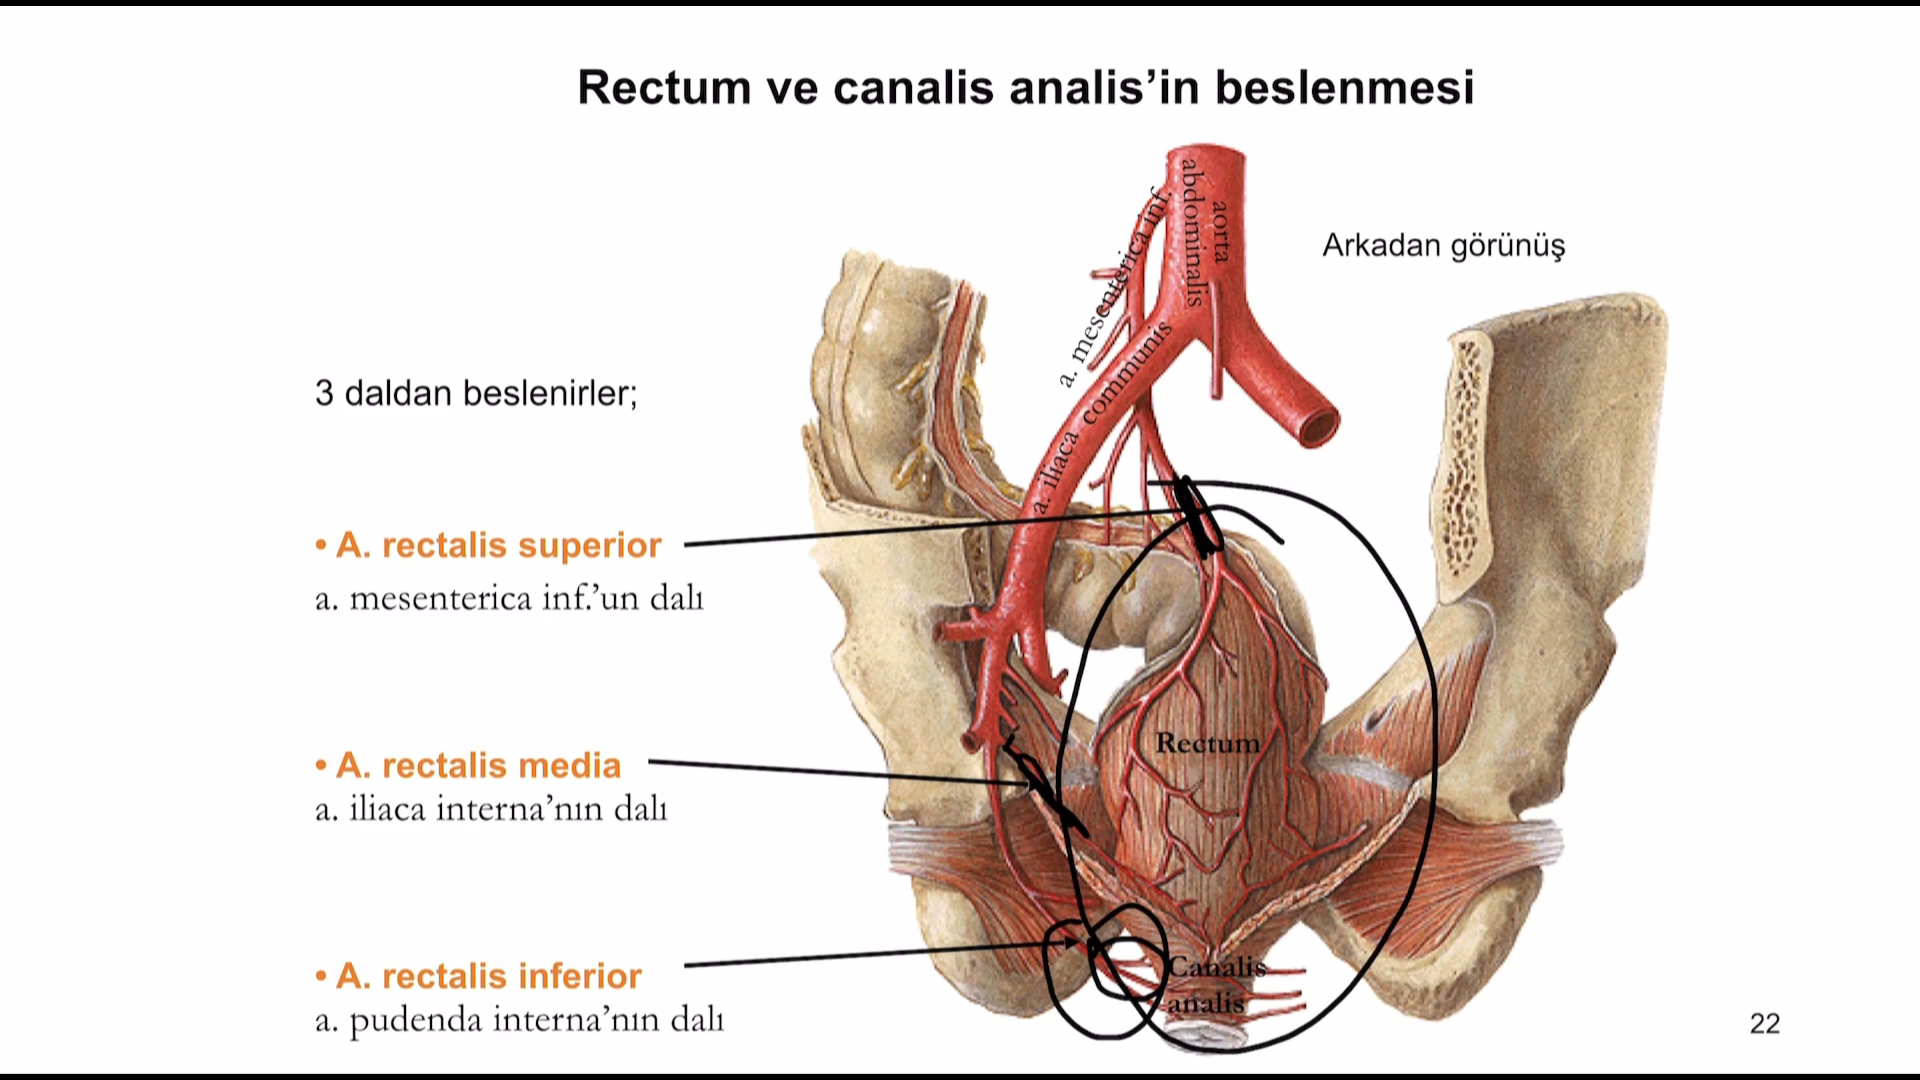 Rectum ve canalis analis’in beslenmesi
aorta
abdominalis
a. mesenterica inf.
Arkadan görünüş
a. iliaca communis
3 daldan beslenirler;
• A. rectalis superior
a. mesenterica inf.’un dalı
Rectum
• A. rectalis media
a. iliaca interna’nın dalı
• A. rectalis inferior
a. pudenda interna’nın dalı
Canalis
analis
22